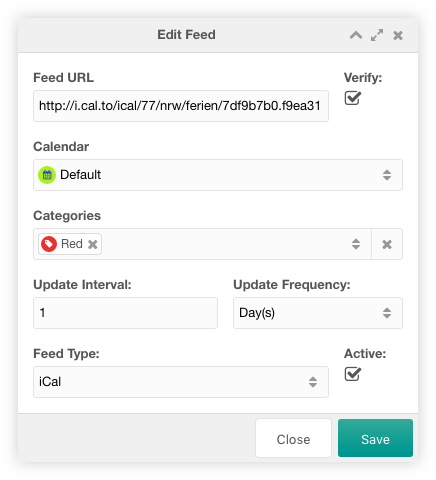 Edit Feed
Feed URL
Verify:
http://i.cal.to/ical/77/nrw/ferien/7df9b7b0.f9ea31
Calendar
Default
Categories
Red
Update Interval:
Update Frequency:
1
Day(s)
Feed Type:
Active:
iCal
Close
Save